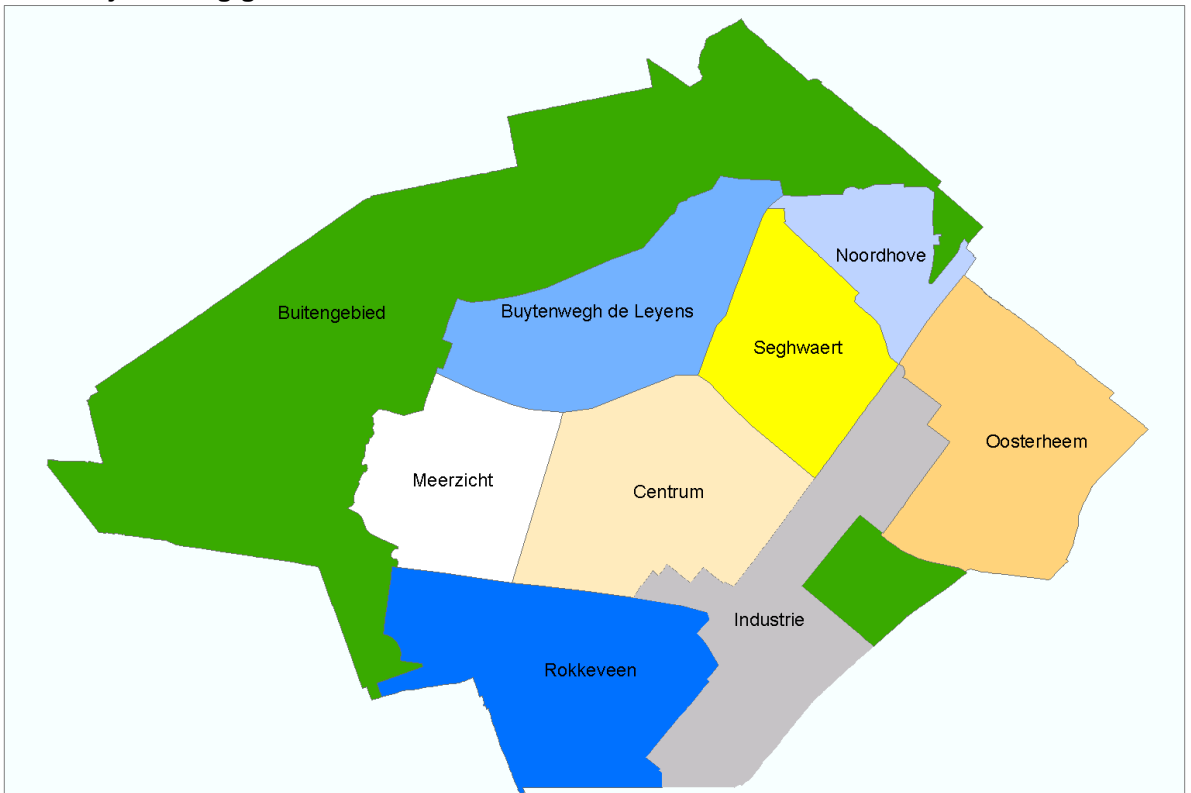 Noordhove
Buitengebied
Buytenwegh de Leyens
Seghwaert
Oosterheem
Meerzicht
Centrum
Industrie
Rokkeveen